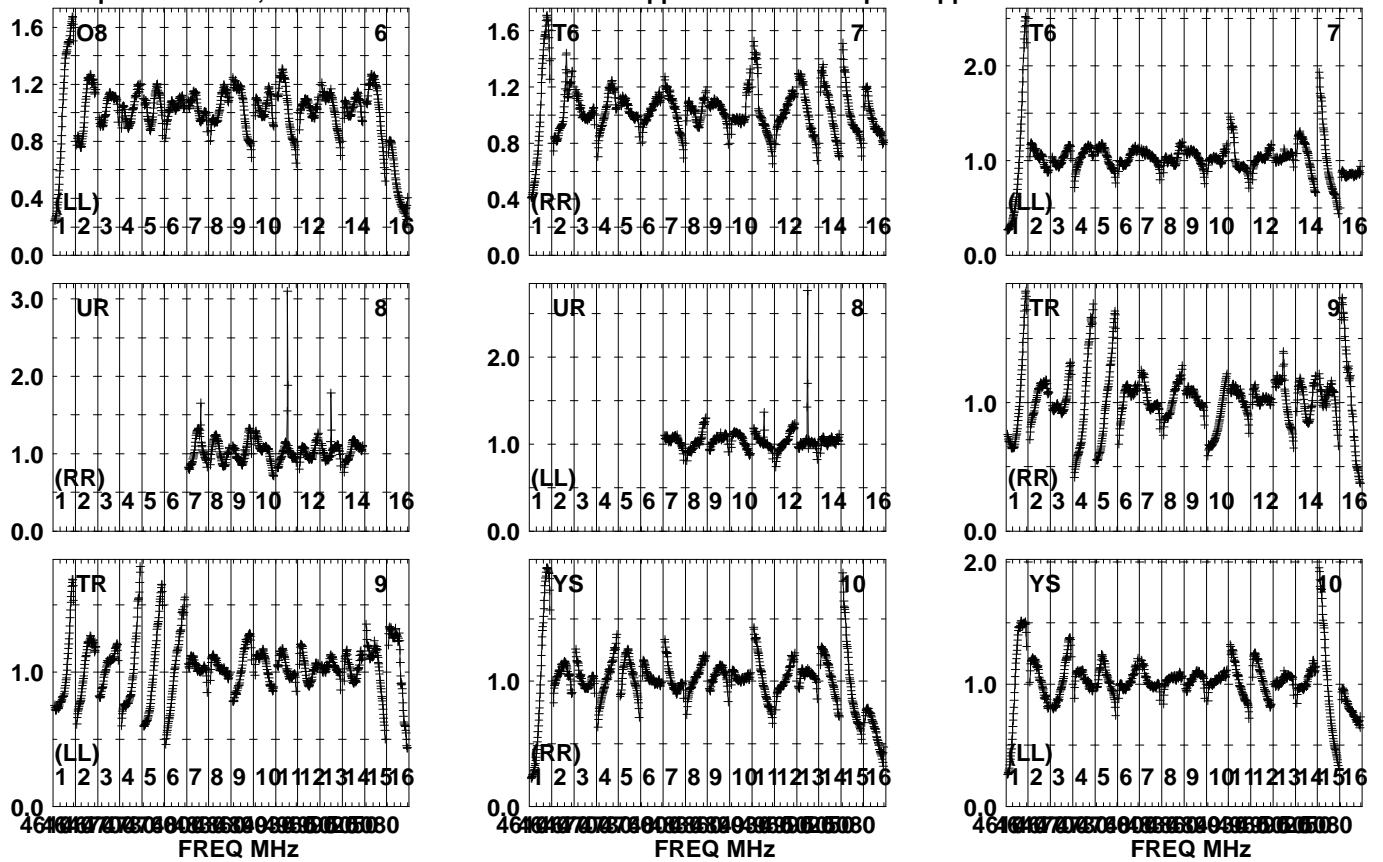 1.6 O8 6
1.2
0.8
0.4 (LL)
1 2 3 4 5 6 7 8 9 10 12 14 16
0.0
T6 7
1.6
1.2
0.8
0.4 (RR)
1 2 3 4 5 6 7 8 9 10 12 14 16
0.0
T6 7
2.0
1.0
(LL)
1 2 3 4 5 6 7 8 9 10 12 14 16
0.0
3.0 UR 8
2.0
1.0
(RR)
1 2 3 4 5 6 7 8 9 10 12 14 16
0.0
UR 8
2.0
1.0
(LL)
1 2 3 4 5 6 7 8 9 10 12 14 16
0.0
TR 9
1.0
(RR)
1 2 3 4 5 6 7 8 9 10 12 14 16
0.0
TR 9
1.0
(LL)
1 2 3 4 5 6 7 8 9 10 11 12 13 14 15 16
0.0
FREQ MHz
YS 10
1.0
(RR)
1 2 3 4 5 6 7 8 9 10 11 12 13 14 15 16
0.0
FREQ MHz
2.0 YS 10
1.0
(LL)
1 2 3 4 5 6 7 8 9 10 11 12 13 14 15 16
0.0
FREQ MHz